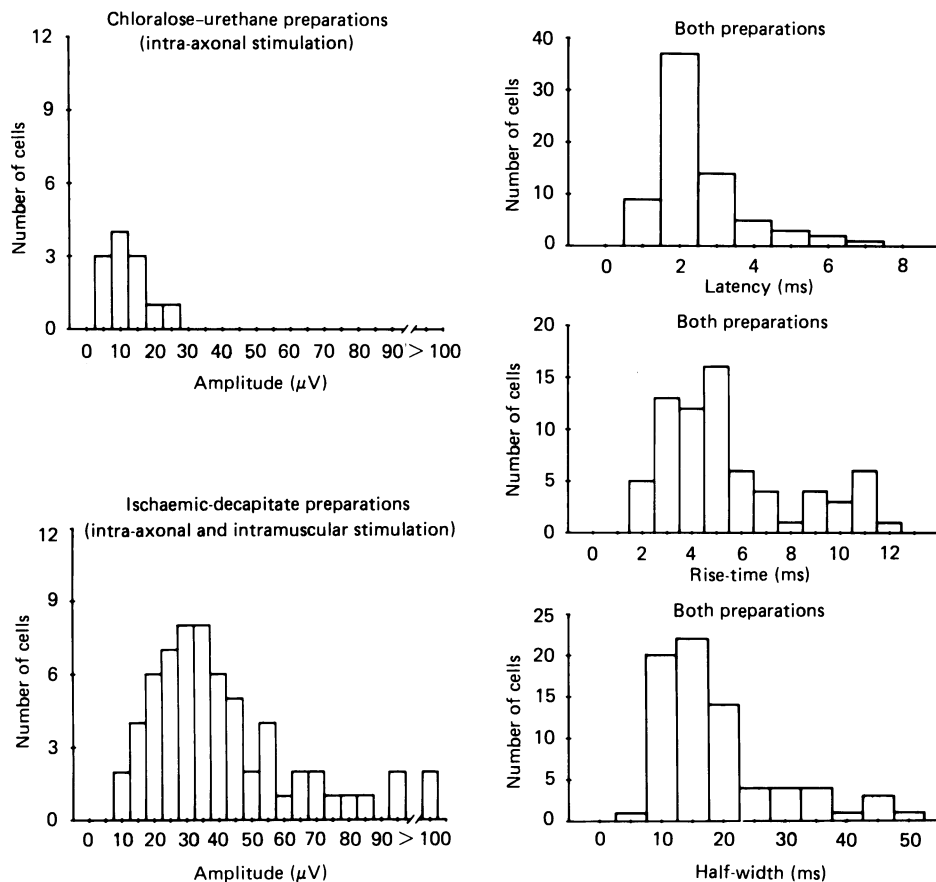 Chloralose–urethane preparations
(intra-axonal stimulation)
12
9
6
3
0
Number of cells
0 10 20 30 40 50 60 70 80 90 > 100
Amplitude (μV)
Ischaemic-decapitate preparations
(intra-axonal and intramuscular stimulation)
12
9
6
3
0
Number of cells
0 10 20 30 40 50 60 70 80 90 > 100
Amplitude (μV)
Both preparations
40
30
20
10
0
Number of cells
0 2 4 6 8
Latency (ms)
Both preparations
20
15
10
5
0
Number of cells
0 2 4 6 8 10 12
Rise-time (ms)
Both preparations
25
20
15
10
5
0
Number of cells
0 10 20 30 40 50
Half-width (ms)